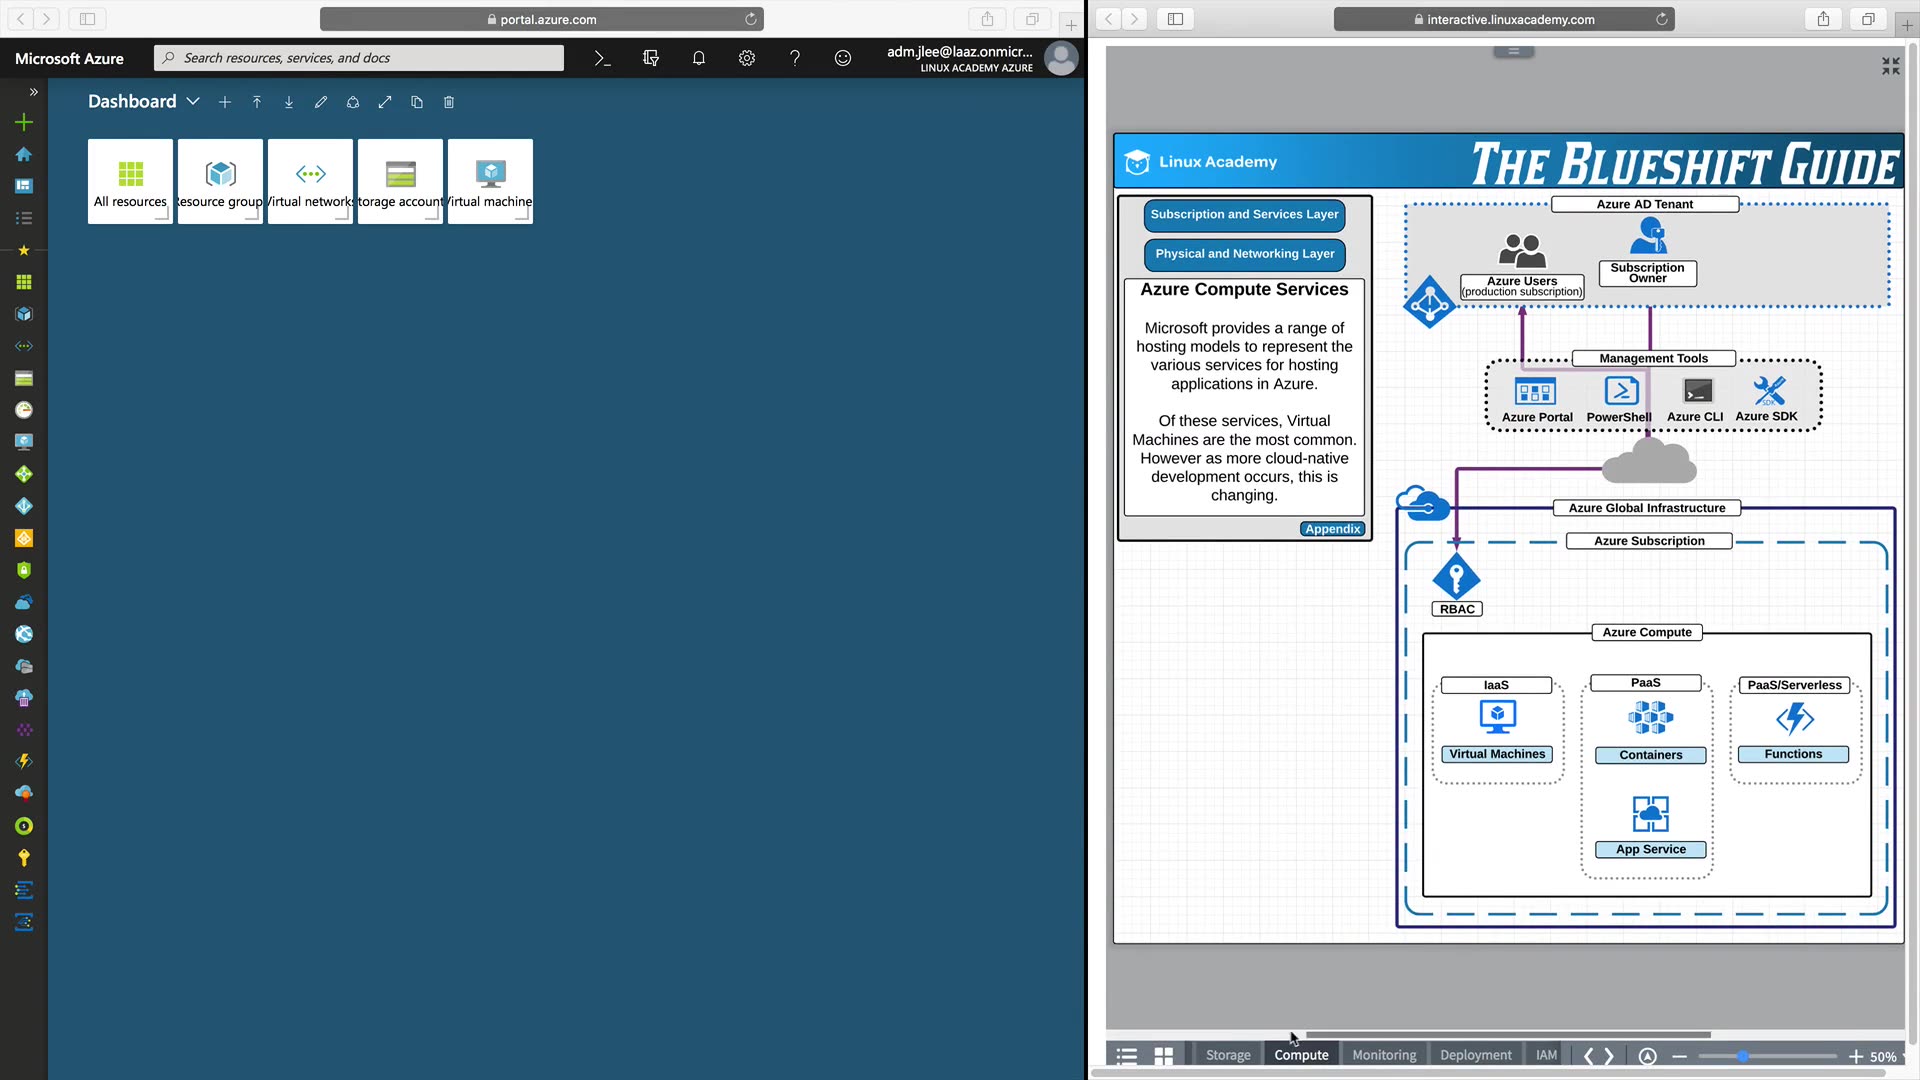 portal.azure.com
Microsoft Azure
Search resources, services, and docs
adm.jlee@laaz.onmicr...
LINUX ACADEMY AZURE
Dashboard
All resources
Resource group
Virtual networks
torage account
Virtual machine
interactive.linuxacademy.com
Linux Academy
THE BLUESHIFT GUIDE
Subscription and Services Layer
Physical and Networking Layer
Azure Compute Services
Microsoft provides a range of
hosting models to represent the
various services for hosting
applications in Azure.
Of these services, Virtual
Machines are the most common.
However as more cloud-native
development occurs, this is
changing.
Appendix
Azure AD Tenant
Azure Users
(production subscription)
Subscription
Owner
Management Tools
Azure Portal
PowerShell
Azure CLI
SDK
Azure SDK
Azure Global Infrastructure
Azure Subscription
RBAC
Azure Compute
IaaS
PaaS
PaaS/Serverless
Virtual Machines
Containers
Functions
App Service
Storage
Compute
Monitoring
Deployment
IAM
50%